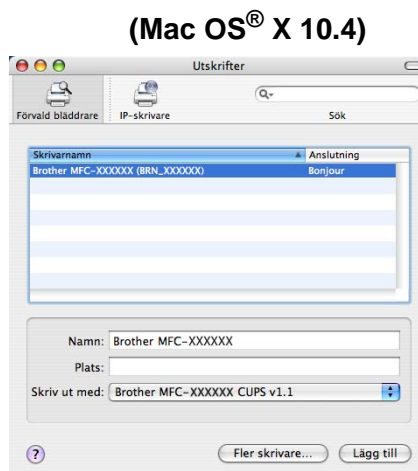 (Mac OS® X 10.4)
Utskrifter
Förvald bläddrare IP-skrivare Sök
Skrivarnamn Anslutning
Brother MFC-XXXXXX (BRN_XXXXXX) Bonjour
Namn: Brother MFC-XXXXXX
Plats:
Skriv ut med: Brother MFC-XXXXXX CUPS v1.1
? Fler skrivare... Lägg till